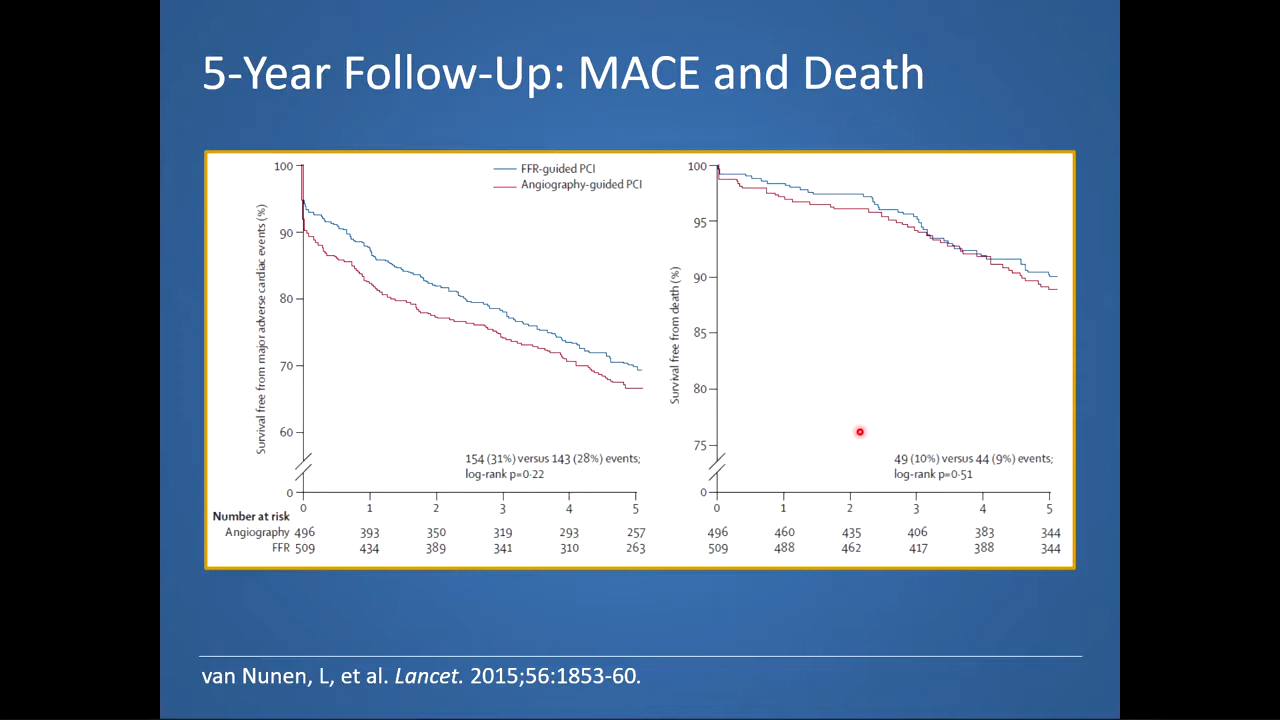 5-Year Follow-Up: MACE and Death
FFR-guided PCI
Angiography-guided PCI
Survival free from major adverse cardiac events (%)
100
90
80
70
60
0
154 (31%) versus 143 (28%) events;
log-rank p=0·22
0 1 2 3 4 5
Number at risk
Angiography 496 393 350 319 293 257
FFR 509 434 389 341 310 263
Survival free from death (%)
100
95
90
85
80
75
0
49 (10%) versus 44 (9%) events;
log-rank p=0·51
0 1 2 3 4 5
496 460 435 406 383 344
509 488 462 417 388 344
van Nunen, L, et al. Lancet. 2015;56:1853-60.